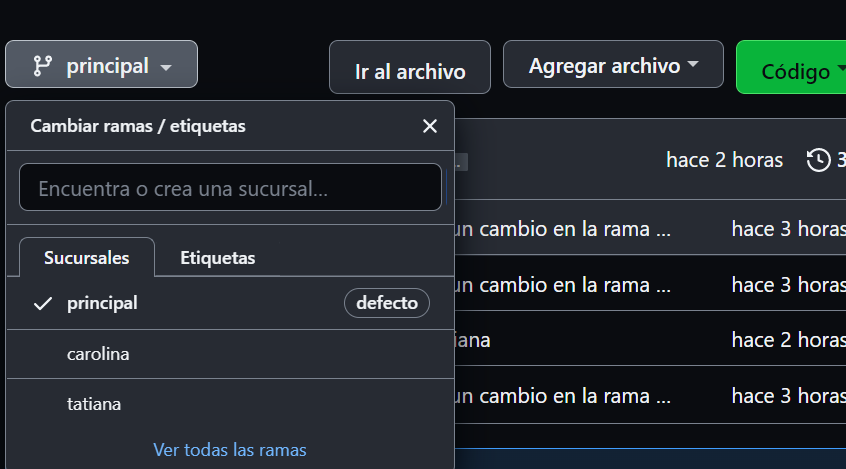 principal
Ir al archivo
Agregar archivo
Código
Cambiar ramas / etiquetas
hace 2 horas
3
Encuentra o crea una sucursal...
un cambio en la rama ...
hace 3 horas
Sucursales
Etiquetas
un cambio en la rama ...
hace 3 horas
principal
defecto
iana
hace 2 horas
carolina
un cambio en la rama ...
hace 3 horas
tatiana
Ver todas las ramas